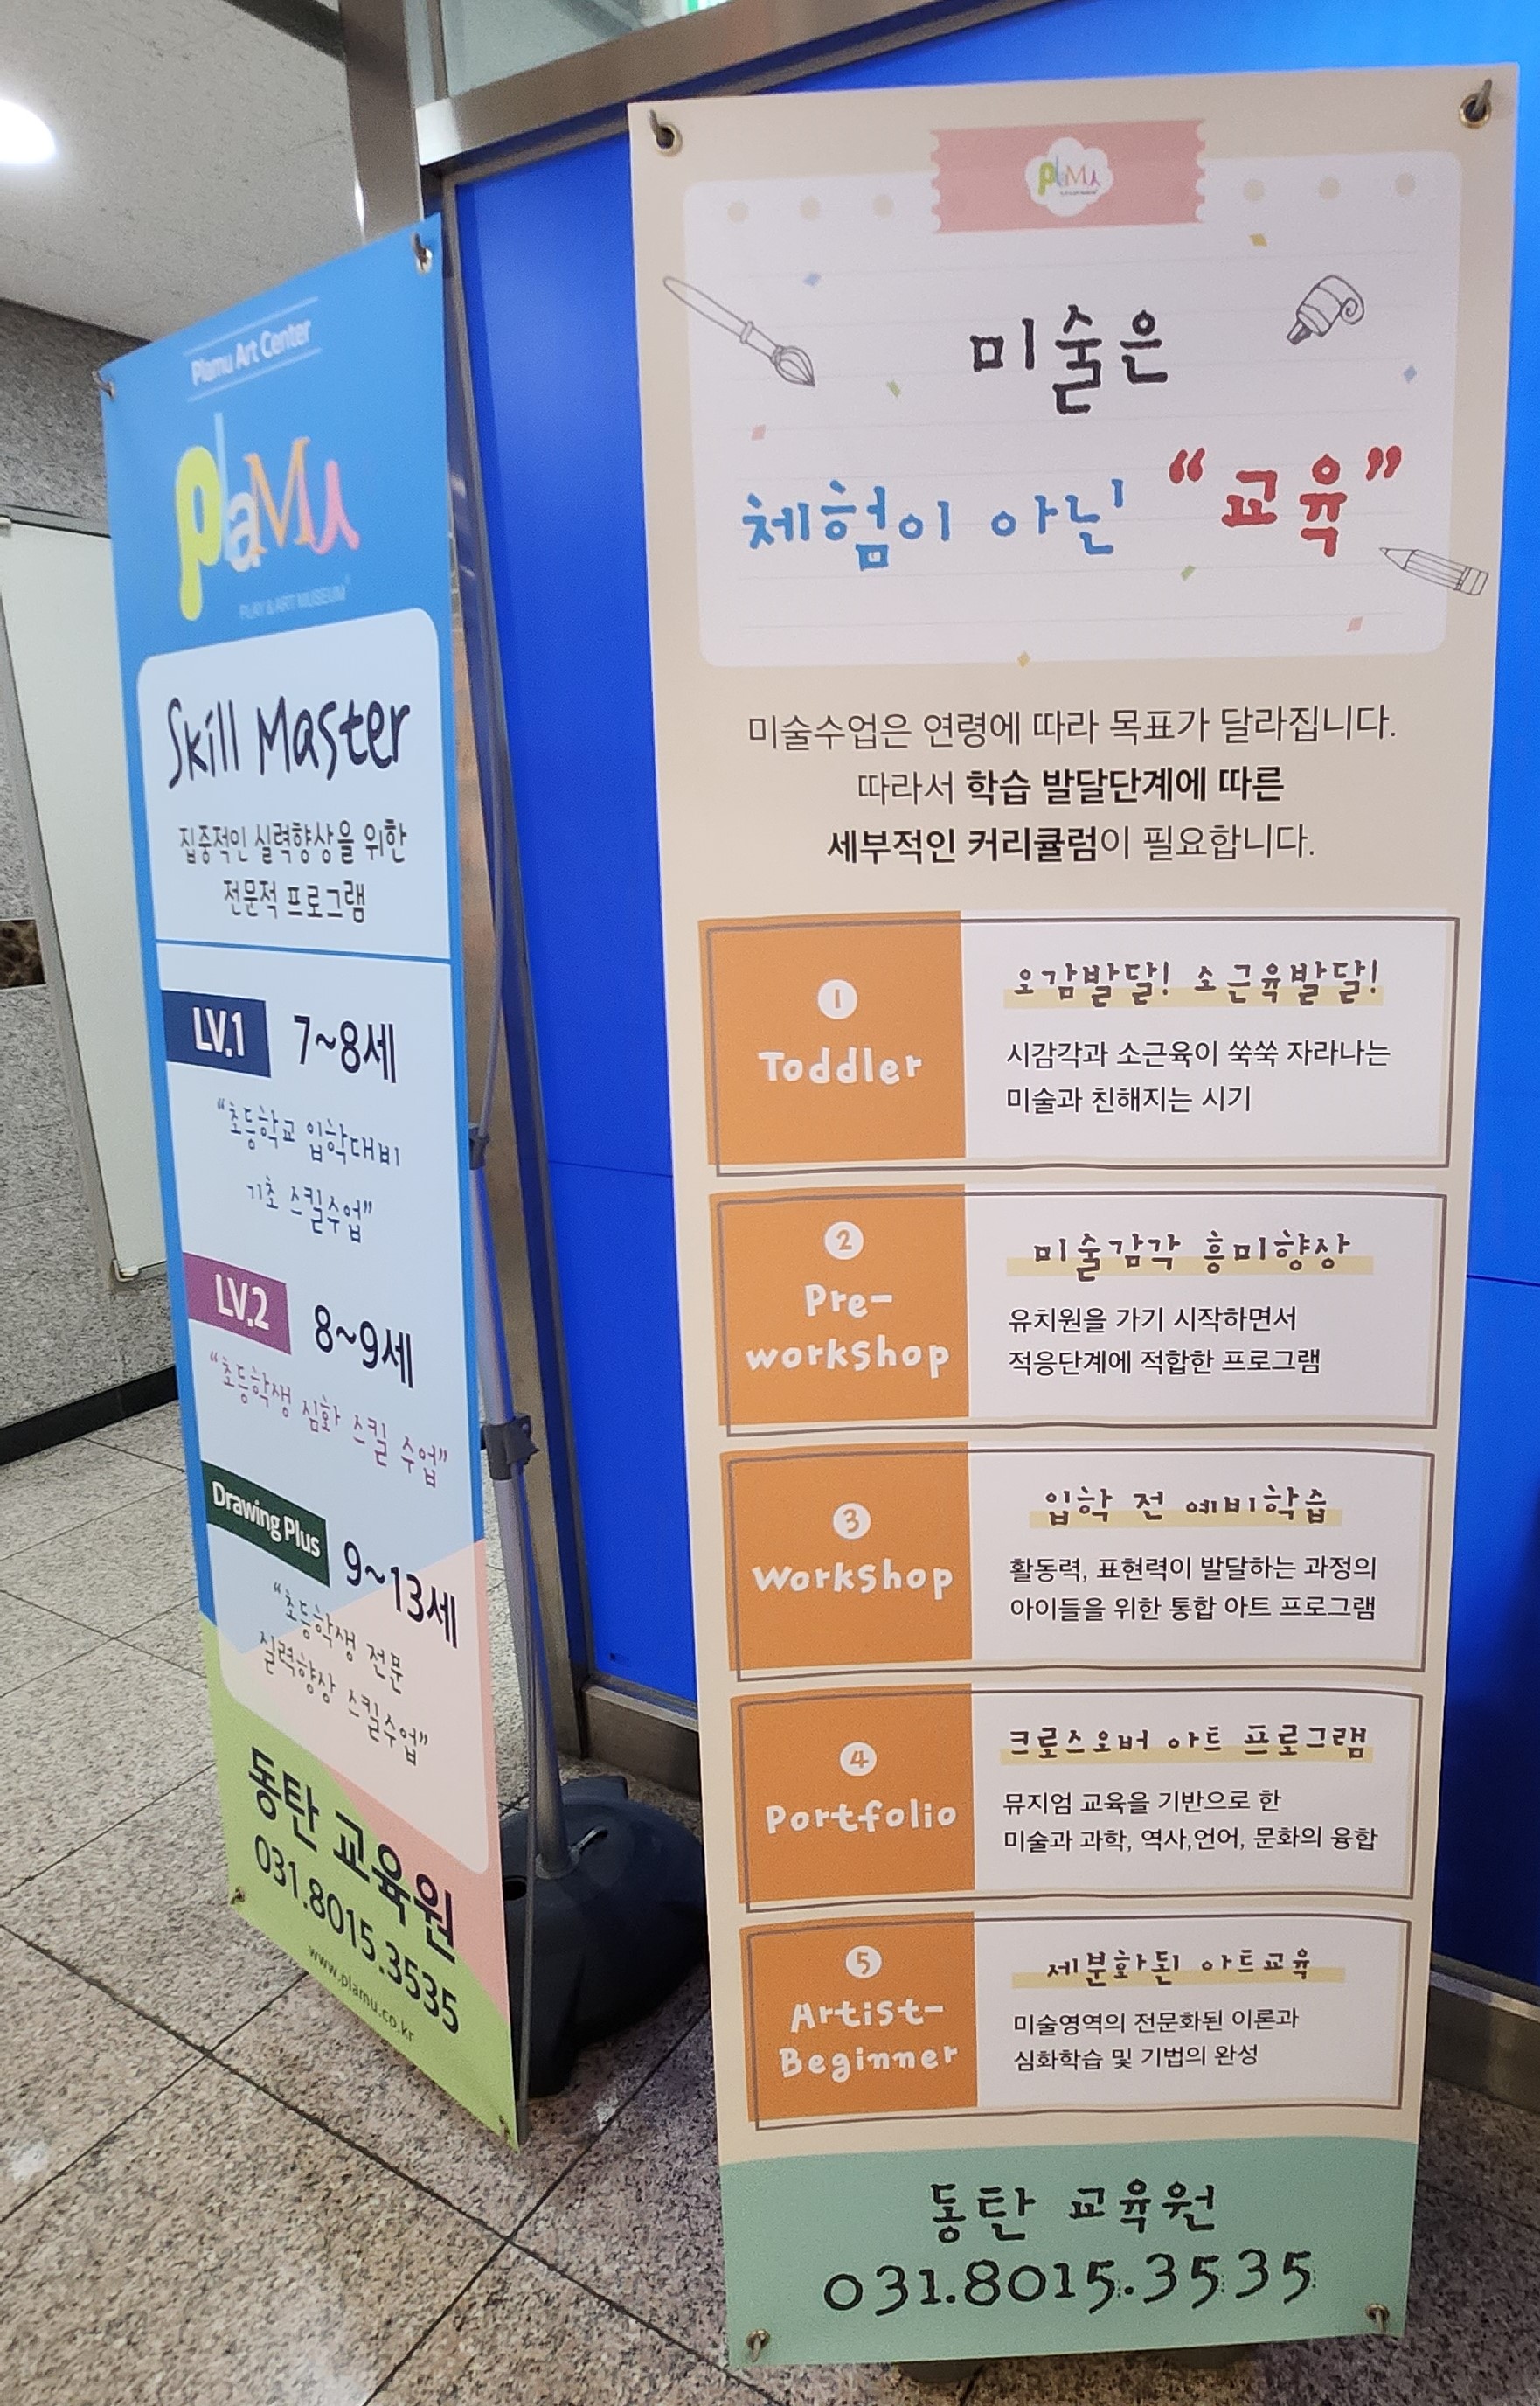 Plamu Art Center
plaMu
PLAY & ART MUSEUM
Skill Master
집중적인 실력향상을 위한
전문적 프로그램
LV.1 7~8세
“초등학교 입학대비
기초 스킬수업”
LV.2 8~9세
“초등학생 심화 스킬 수업”
Drawing Plus 9~13세
“초등학생 전문
실력향상 스킬수업”
동탄 교육원
031.8015.3535
www.plamu.co.kr
plaMu
미술은
체험이 아닌 “교육”
미술수업은 연령에 따라 목표가 달라집니다.
따라서 학습 발달단계에 따른
세부적인 커리큘럼이 필요합니다.
1
Toddler
오감발달! 소근육발달!
시감각과 소근육이 쑥쑥 자라나는
미술과 친해지는 시기
2
Pre-
workshop
미술감각 흥미향상
유치원을 가기 시작하면서
적응단계에 적합한 프로그램
3
Workshop
입학 전 예비학습
활동력, 표현력이 발달하는 과정의
아이들을 위한 통합 아트 프로그램
4
Portfolio
크로스오버 아트 프로그램
뮤지엄 교육을 기반으로 한
미술과 과학, 역사,언어, 문화의 융합
5
Artist-
Beginner
세분화된 아트교육
미술영역의 전문화된 이론과
심화학습 및 기법의 완성
동탄 교육원
031.8015.3535